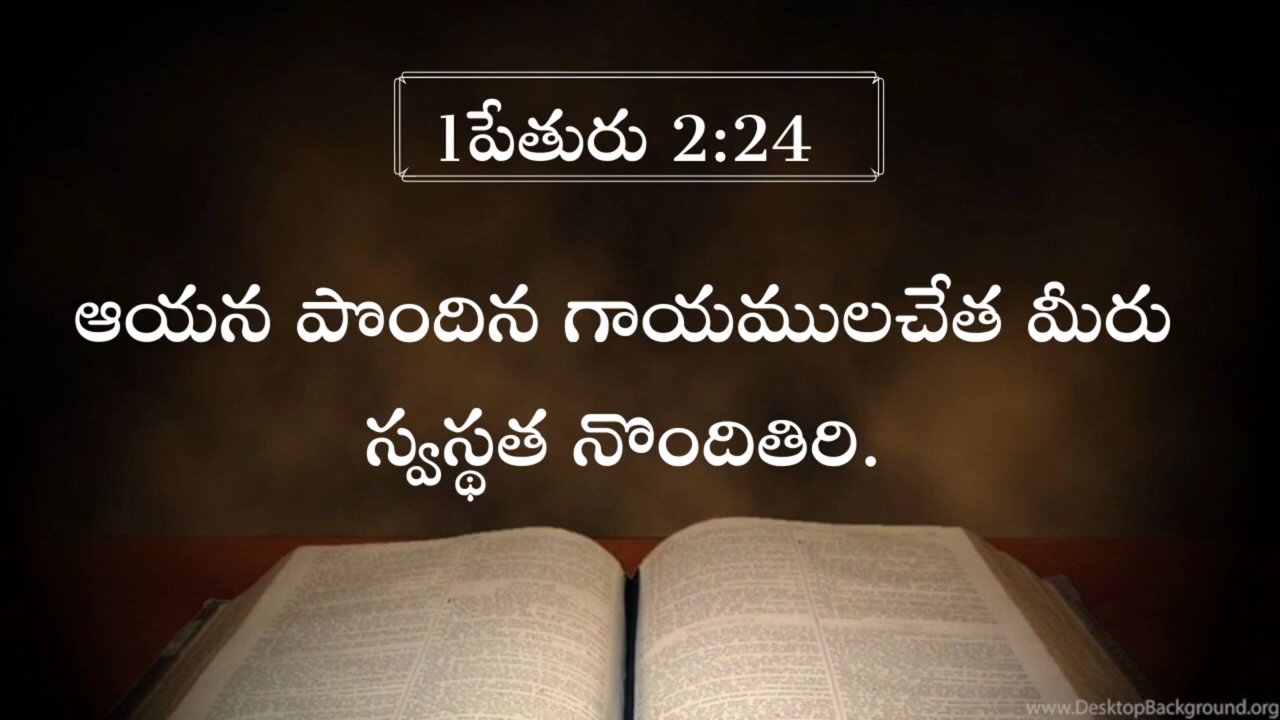 1పేతురు 2:24
ఆయన పొందిన గాయములచేత మీరు
స్వస్థత నొందితిరి.
www.DesktopBackground.org